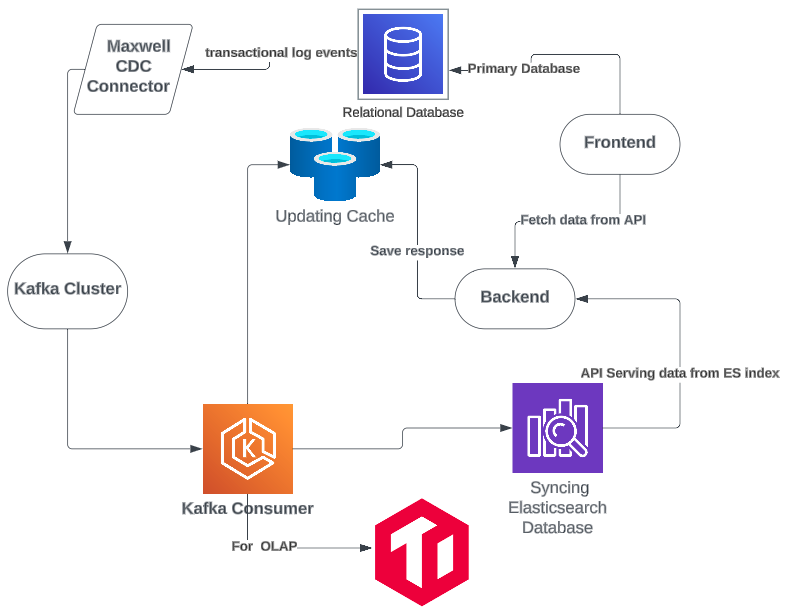 Maxwell
CDC
Connector
transactional log events
Primary Database
Relational Database
Frontend
Updating Cache
Fetch data from API
Save response
Kafka Cluster
Backend
API Serving data from ES index
K
Kafka Consumer
Syncing
Elasticsearch
Database
For OLAP